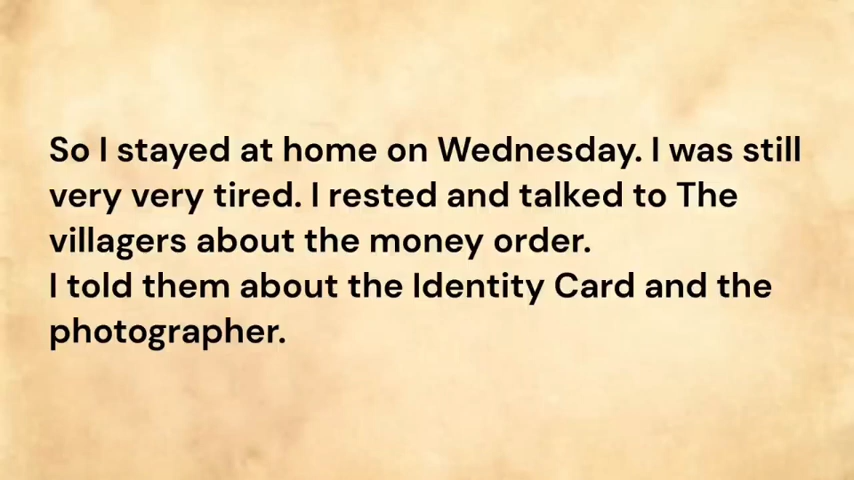 So I stayed at home on Wednesday. I was still
very very tired. I rested and talked to The
villagers about the money order.
I told them about the Identity Card and the
photographer.